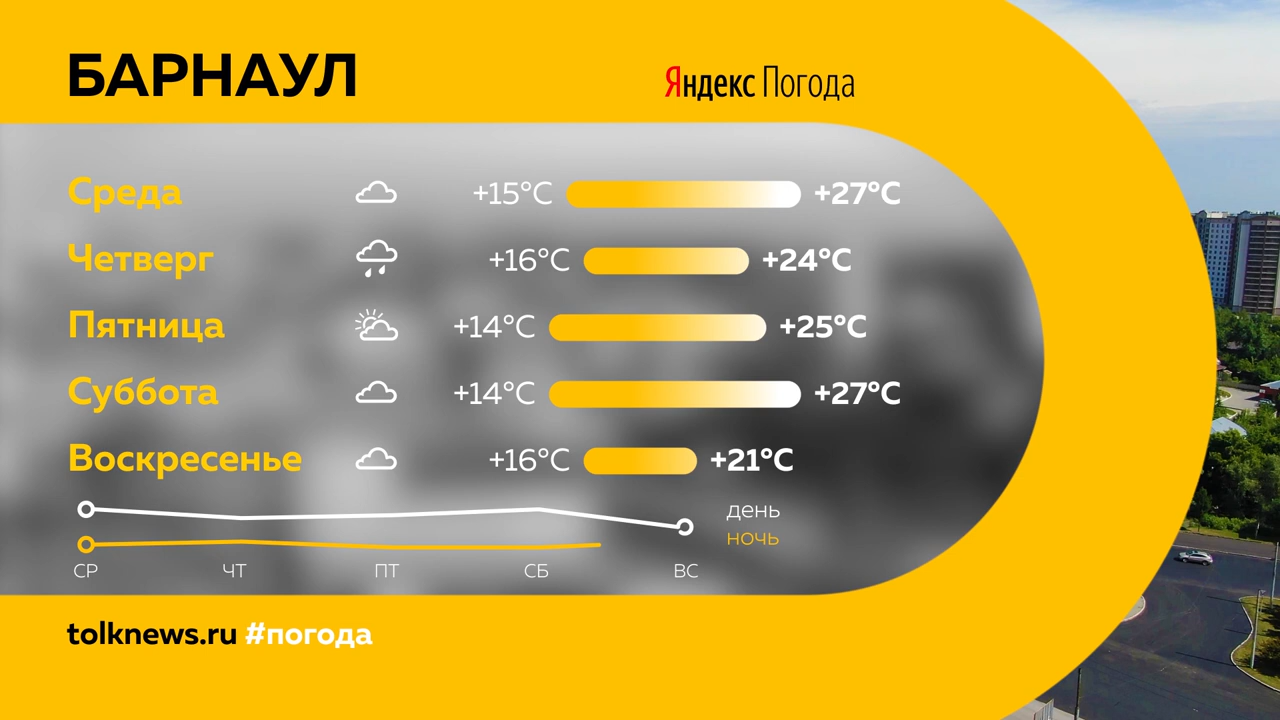 БАРНАУЛ
Яндекс Погода
Среда +15°C +27°C
Четверг +16°C +24°C
Пятница +14°C +25°C
Суббота +14°C +27°C
Воскресенье +16°C +21°C
день
ночь
СР ЧТ ПТ СБ ВС
tolknews.ru #погода